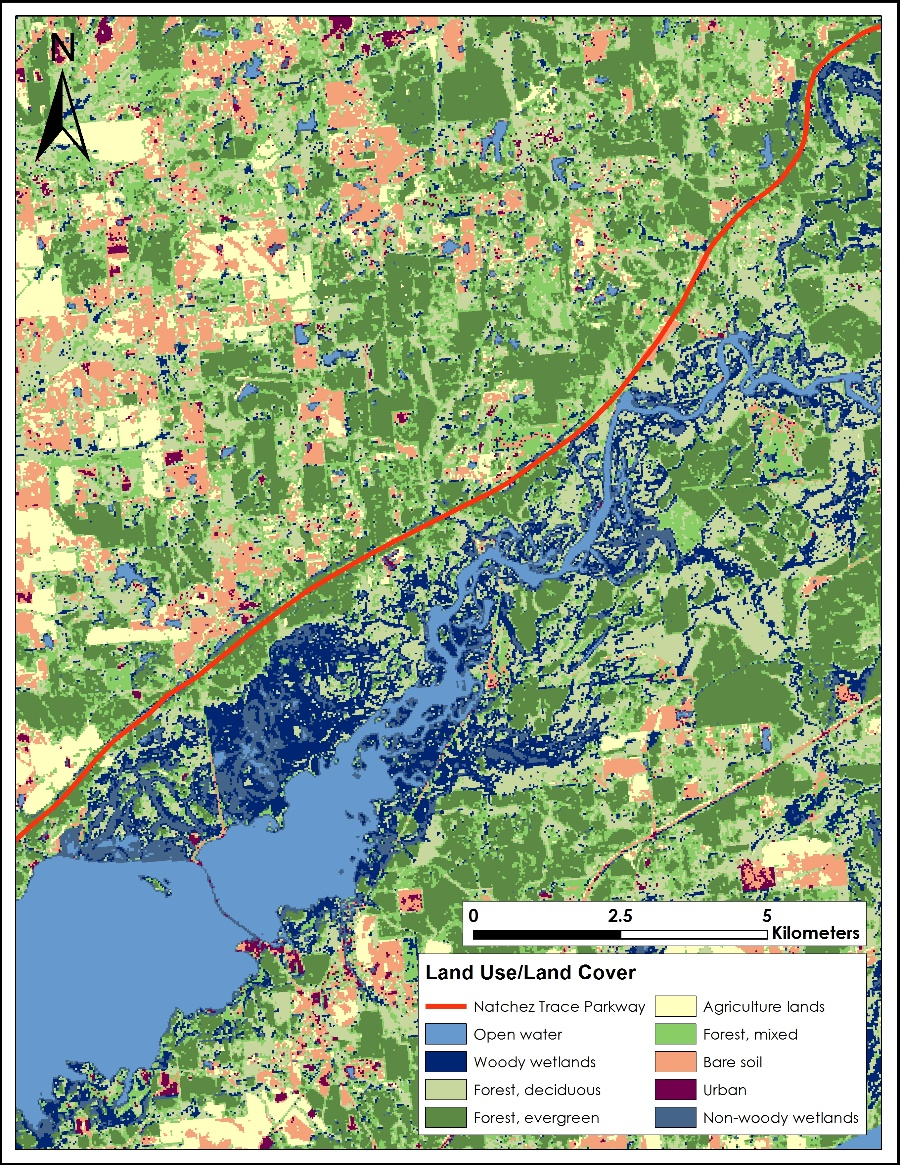 N
0 2.5 5
Kilometers
Land Use/Land Cover
Natchez Trace Parkway
Open water
Woody wetlands
Forest, deciduous
Forest, evergreen
Agriculture lands
Forest, mixed
Bare soil
Urban
Non-woody wetlands